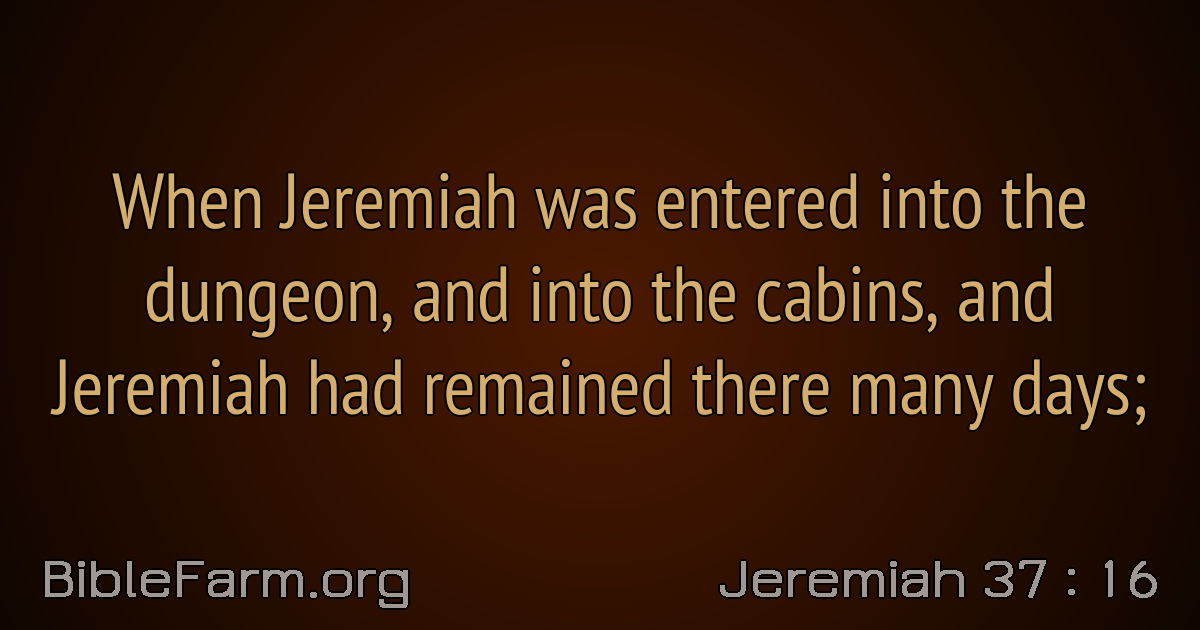 When Jeremiah was entered into the
dungeon, and into the cabins, and
Jeremiah had remained there many days;
BibleFarm.org
Jeremiah 37 : 16